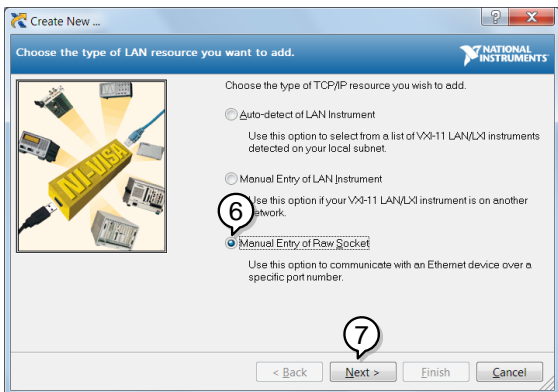 Create New ...
Choose the type of LAN resource you want to add.
NATIONAL
INSTRUMENTS
NI-VISA
Choose the type of TCP/IP resource you wish to add.
Auto-detect of LAN Instrument
Use this option to select from a list of VXI-11 LAN/LXI instruments
detected on your local subnet.
Manual Entry of LAN Instrument
Use this option if your VXI-11 LAN/LXI instrument is on another
network.
6
Manual Entry of Raw Socket
Use this option to communicate with an Ethernet device over a
specific port number.
7
< Back Next > Finish Cancel